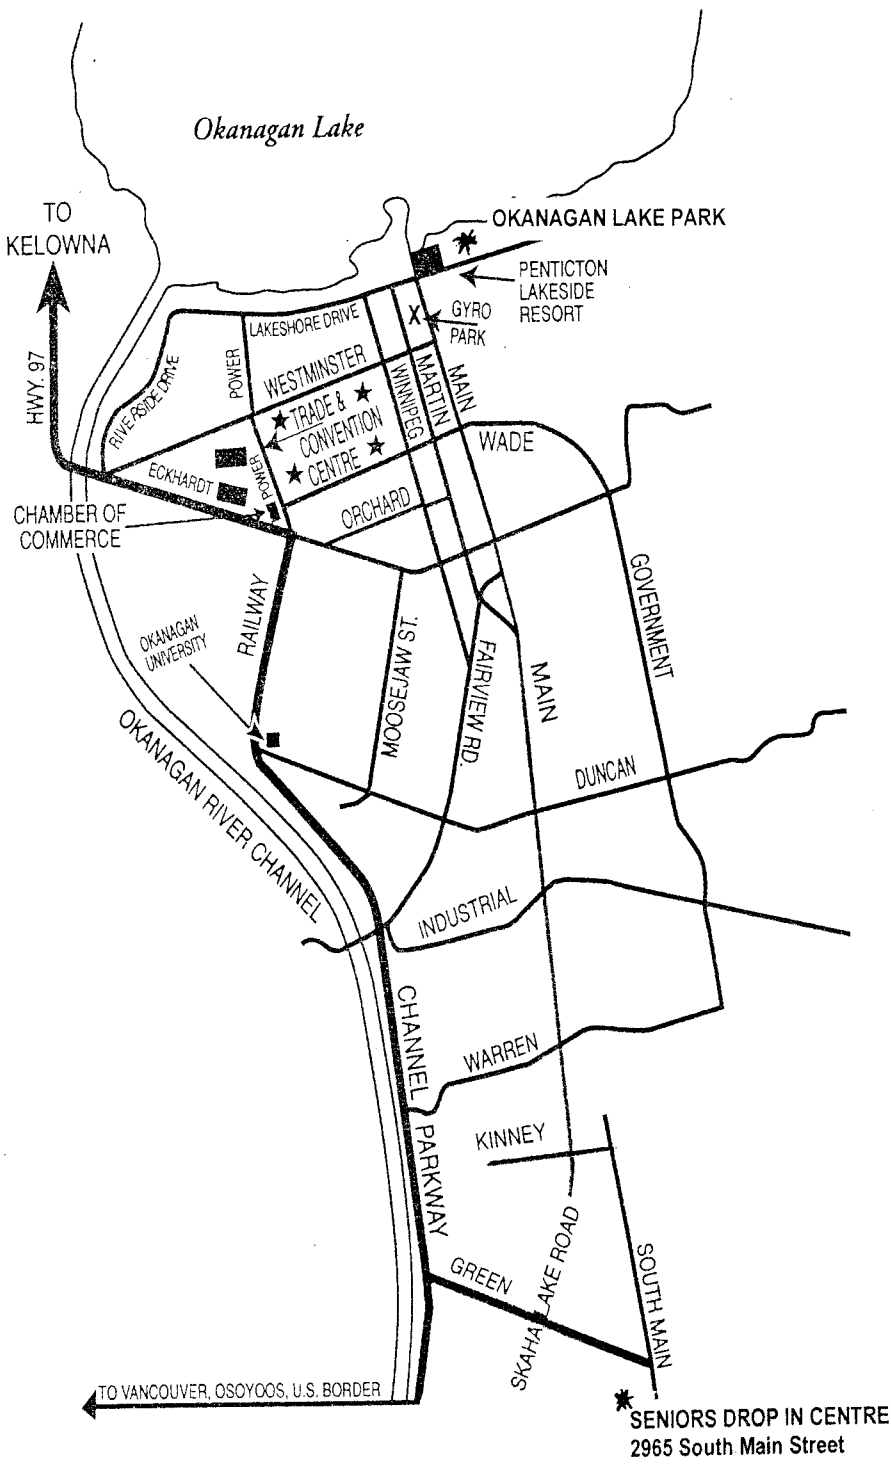 Okanagan Lake
TO
KELOWNA
OKANAGAN LAKE PARK
PENTICTON
LAKESIDE
RESORT
GYRO
PARK
HWY. 97
RIVERSIDE DRIVE
POWER
LAKESHORE DRIVE
WESTMINSTER
WINNIPEG
MARTIN
MAIN
TRADE &
CONVENTION
CENTRE
WADE
ECKHARDT
POWER
ORCHARD
CHAMBER OF
COMMERCE
RAILWAY
OKANAGAN
UNIVERSITY
MOOSEJAW ST.
FAIRVIEW RD.
MAIN
GOVERNMENT
OKANAGAN RIVER CHANNEL
DUNCAN
INDUSTRIAL
CHANNEL PARKWAY
WARREN
KINNEY
GREEN
SKAHA LAKE ROAD
SOUTH MAIN
TO VANCOUVER, OSOYOOS, U.S. BORDER
SENIORS DROP IN CENTRE
2965 South Main Street